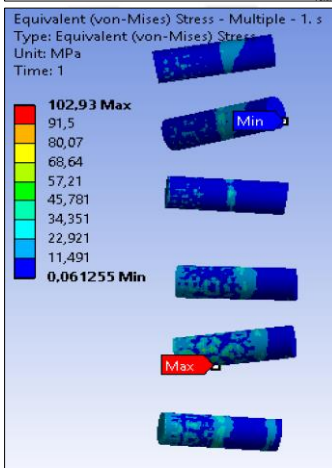 Equivalent (von-Mises) Stress - Multiple - 1. s
Type: Equivalent (von-Mises) Stress
Unit: MPa
Time: 1
102,93 Max
91,5
80,07
68,64
57,21
45,781
34,351
22,921
11,491
0,061255 Min
Min
Max